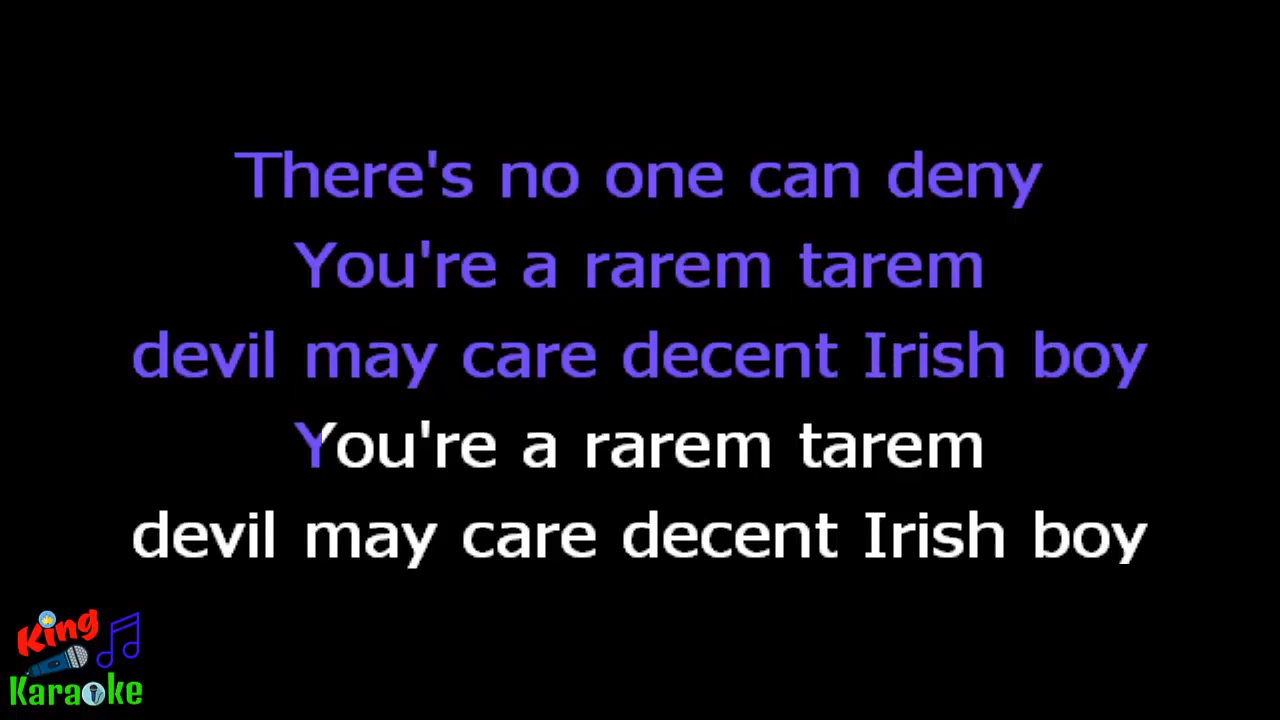 There's no one can deny
You're a rarem tarem
devil may care decent Irish boy
You're a rarem tarem
devil may care decent Irish boy
King
Karaoke